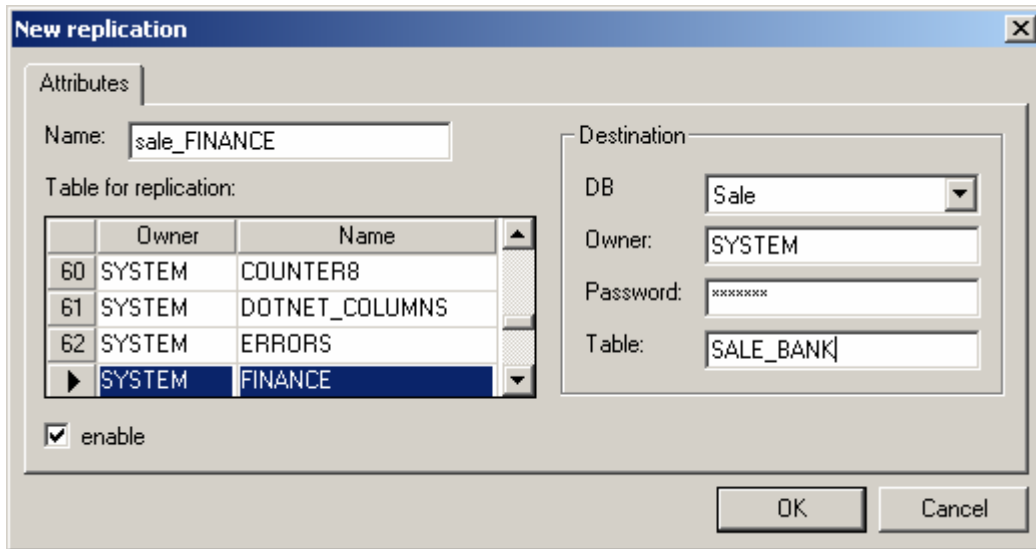 New replication
Attributes
Name: sale_FINANCE
Table for replication:
Owner Name
60 SYSTEM COUNTER8
61 SYSTEM DOTNET_COLUMNS
62 SYSTEM ERRORS
SYSTEM FINANCE
enable
Destination
DB Sale
Owner: SYSTEM
Password: *******
Table: SALE_BANK
OK Cancel